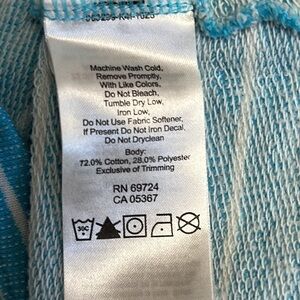 Machine Wash Cold,
Remove Promptly,
With Like Colors,
Do Not Bleach,
Tumble Dry Low,
Iron Low,
Do Not Use Fabric Softener,
If Present Do Not Iron Decal,
Do Not Dryclean
Body:
72.0% Cotton, 28.0% Polyester
Exclusive of Trimming
RN 69724
CA 05367
30C